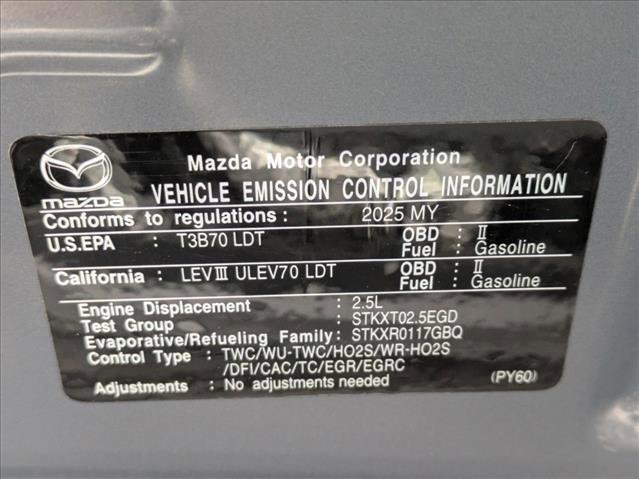 Mazda Motor Corporation
mazda
VEHICLE EMISSION CONTROL INFORMATION
Conforms to regulations : 2025 MY
U.S.EPA : T3B70 LDT OBD : II
Fuel : Gasoline
California : LEVIII ULEV70 LDT OBD : II
Fuel : Gasoline
Engine Displacement : 2.5L
Test Group : STKXT02.5EGD
Evaporative/Refueling Family: STKXR0117GBQ
Control Type : TWC/WU-TWC/HO2S/WR-HO2S
/DFI/CAC/TC/EGR/EGRC
Adjustments : No adjustments needed
(PY60)